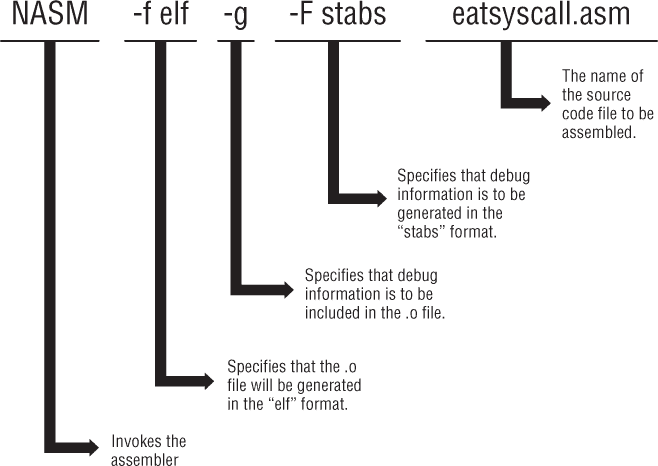 NASM -f elf -g -F stabs eatsyscall.asm
The name of
the source
code file to be
assembled.
Specifies that debug
information is to be
generated in the
“stabs” format.
Specifies that debug
information is to be
included in the .o file.
Specifies that the .o
file will be generated
in the “elf” format.
Invokes the
assembler